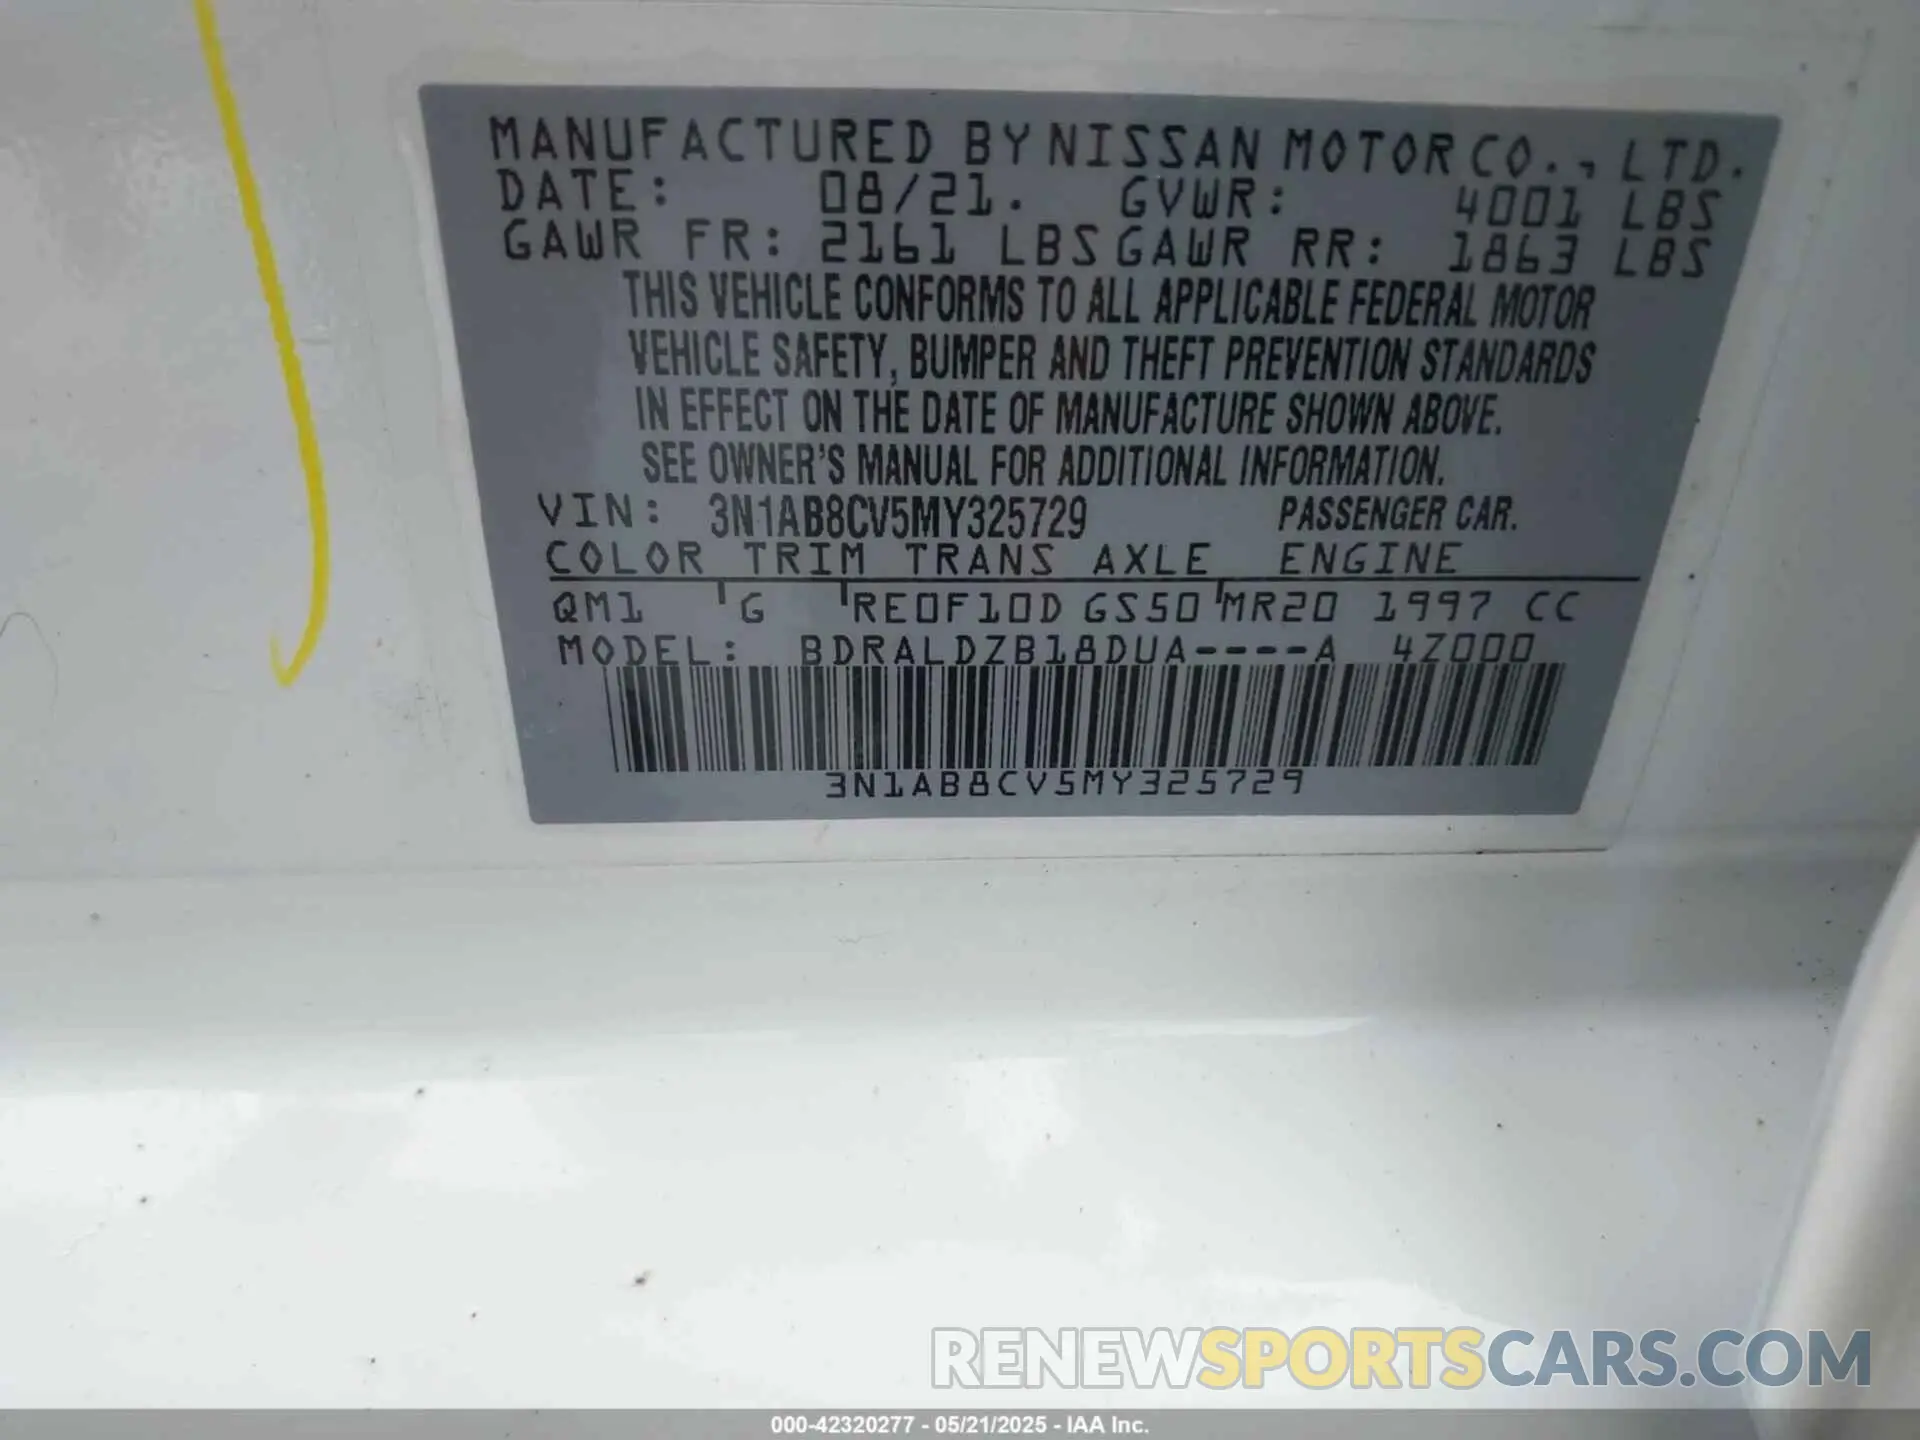 MANUFACTURED BY NISSAN MOTOR CO., LTD.
DATE: 08/21. GVWR: 4001 LBS
GAWR FR: 2161 LBS GAWR RR: 1863 LBS
THIS VEHICLE CONFORMS TO ALL APPLICABLE FEDERAL MOTOR
VEHICLE SAFETY, BUMPER AND THEFT PREVENTION STANDARDS
IN EFFECT ON THE DATE OF MANUFACTURE SHOWN ABOVE.
SEE OWNER'S MANUAL FOR ADDITIONAL INFORMATION.
VIN: 3N1AB8CV5MY325729 PASSENGER CAR.
COLOR TRIM TRANS AXLE ENGINE
QM1 G RE0F10D GS50 MR20 1997 CC
MODEL: BDRALDZB18DUA----A 4Z000
3N1AB8CV5MY325729
RENEWSPORTSCARS.COM
000-42320277 - 05/21/2025 - IAA Inc.